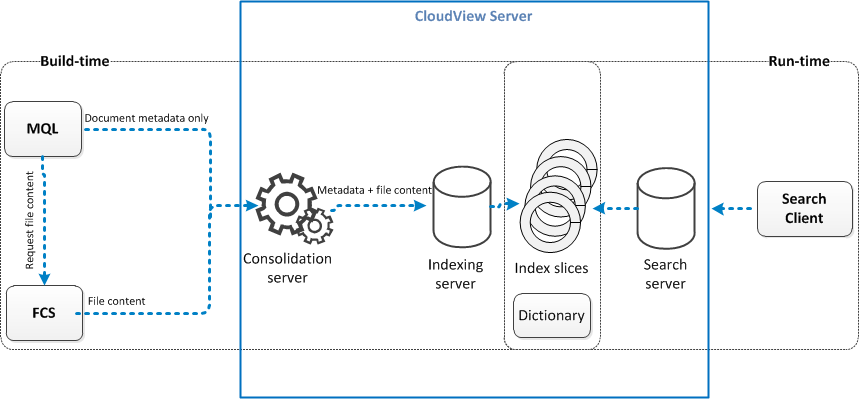 CloudView Server
Build-time
Run-time
MQL
Document metadata only
Request file content
FCS
File content
Consolidation
server
Metadata + file content
Indexing
server
Index slices
Dictionary
Search
server
Search
Client